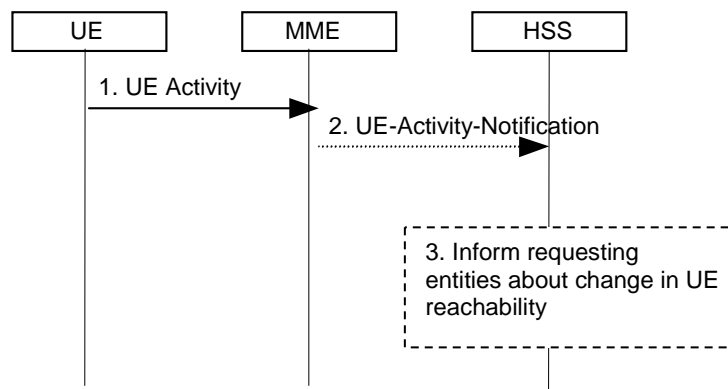 UE MME HSS
1. UE Activity
2. UE-Activity-Notification
3. Inform requesting
entities about change in UE
reachability